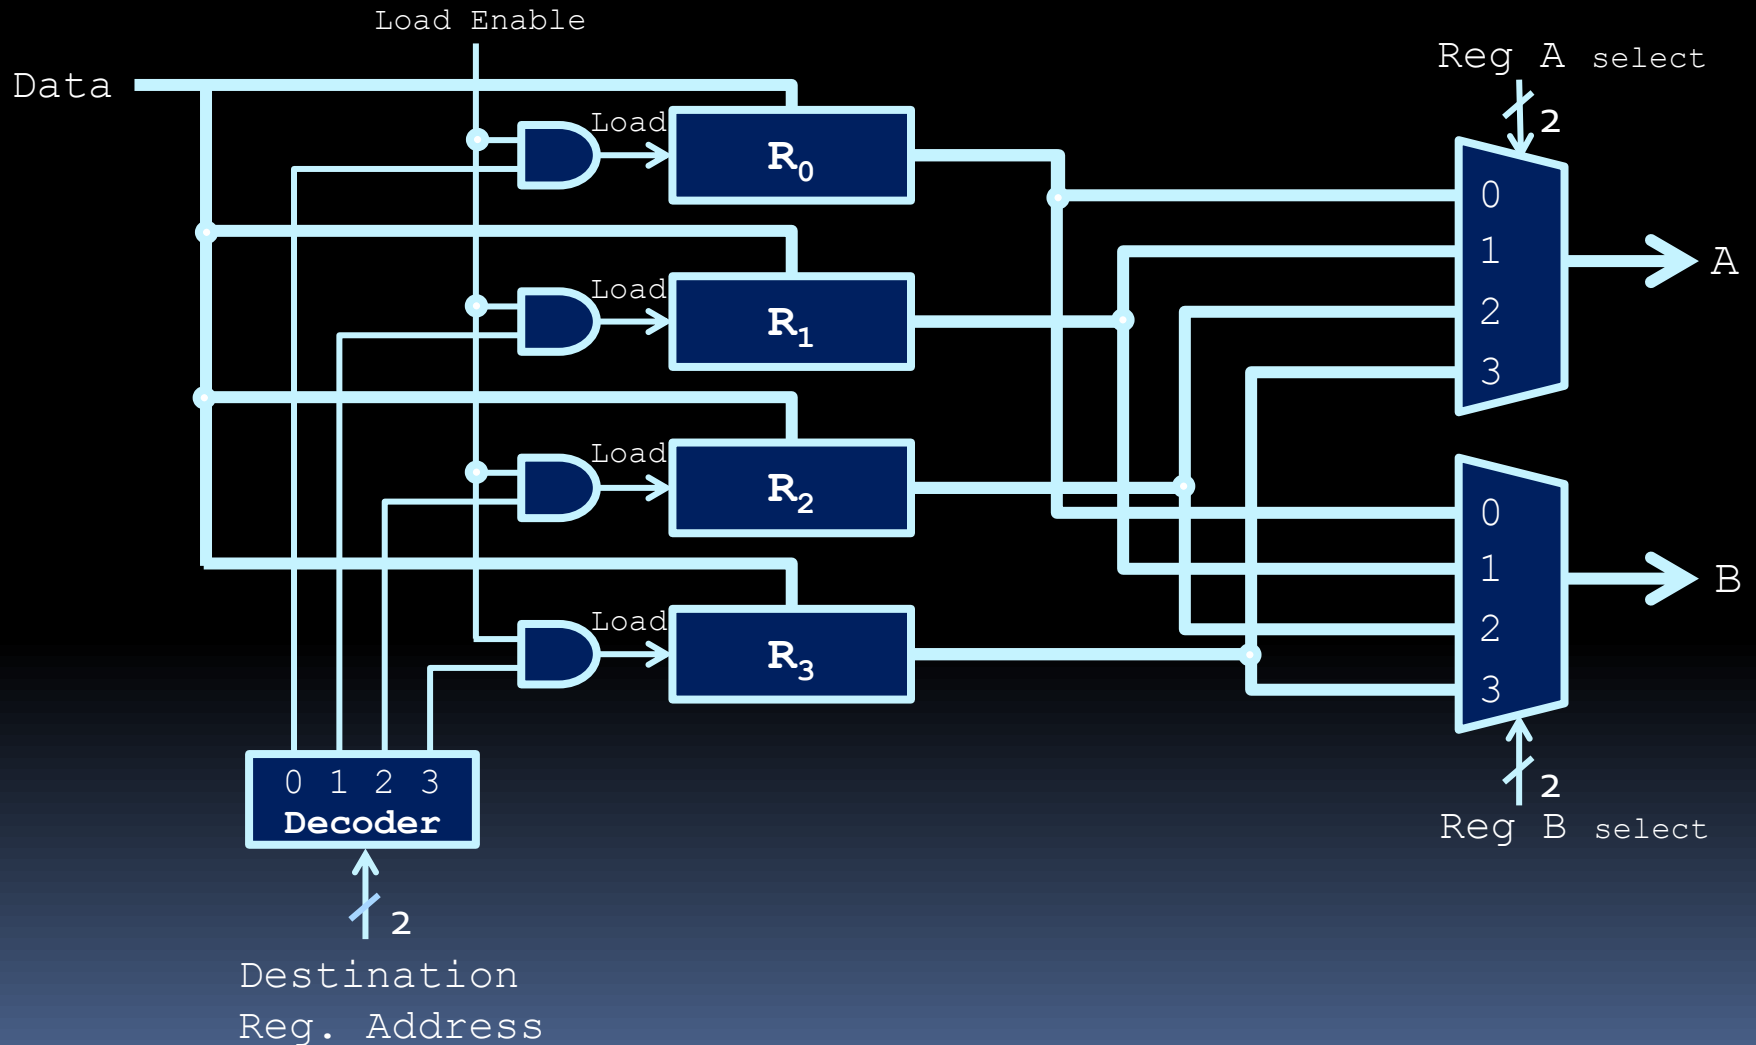 Load Enable
Data
Reg A select
2
Load
R0
0
1
2
3
A
Load
R1
Load
R2
0
1
2
3
B
Load
R3
2
Reg B select
0 1 2 3
Decoder
2
Destination
Reg. Address